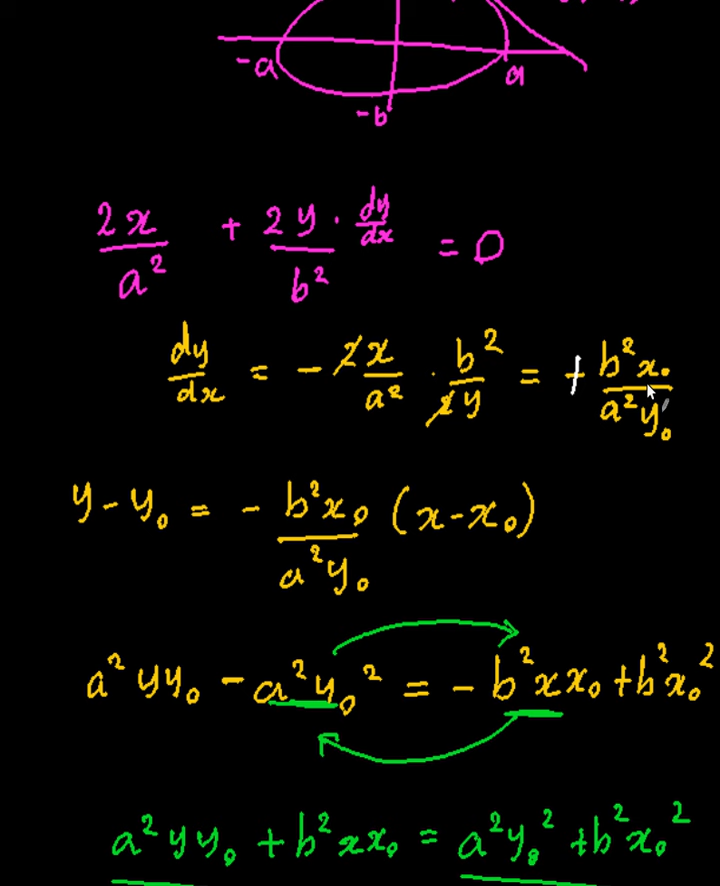 -a a
-b
2x/a² + 2y/b² · dy/dx = 0
dy/dx = - 2x/a² · b²/2y = + b²x₀/a²y₀
y - y₀ = - b²x₀/a²y₀ (x - x₀)
a²yy₀ - a²y₀² = - b²xx₀ + b²x₀²
a²yy₀ + b²xx₀ = a²y₀² + b²x₀²